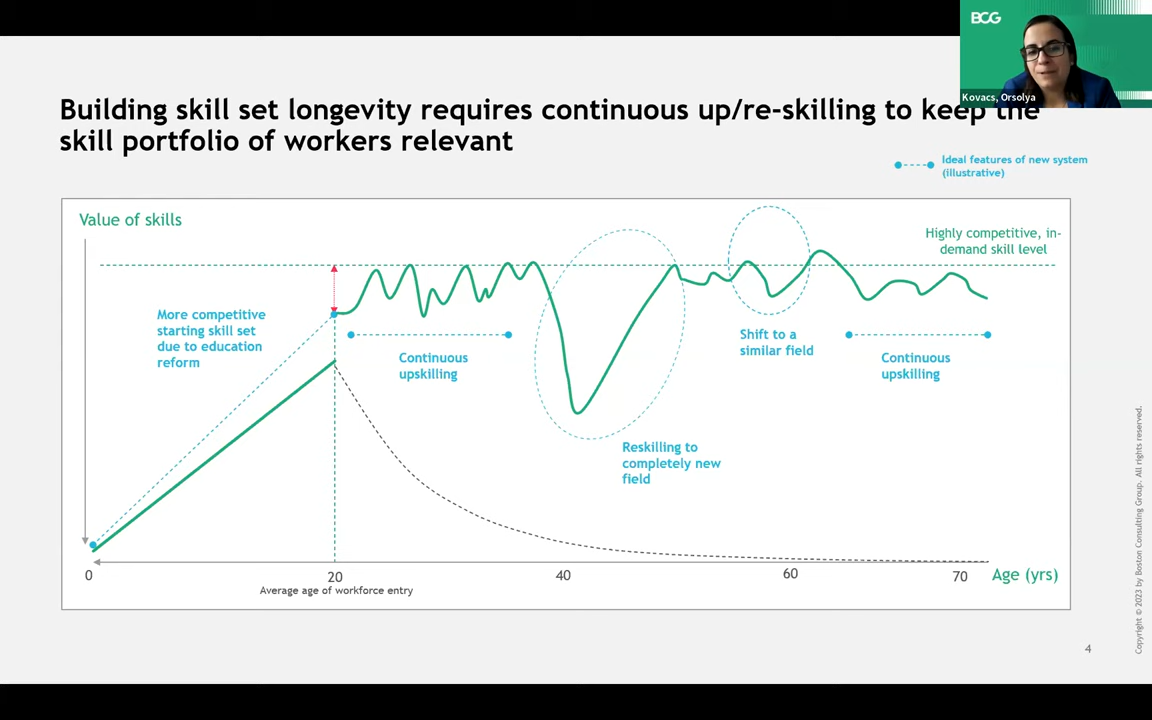 BCG
Kovacs, Orsolya
Building skill set longevity requires continuous up/re-skilling to keep the
skill portfolio of workers relevant
Ideal features of new system
(illustrative)
Value of skills
Highly competitive, in-
demand skill level
More competitive
starting skill set
due to education
reform
Continuous
upskilling
Shift to a
similar field
Continuous
upskilling
Reskilling to
completely new
field
0
20
40
60
70
Age (yrs)
Average age of workforce entry
4
Copyright © 2023 by Boston Consulting Group. All rights reserved.